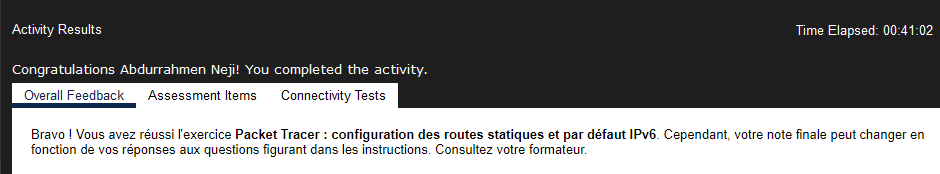 Activity Results
Time Elapsed: 00:41:02
Congratulations Abdurrahmen Neji! You completed the activity.
Overall Feedback Assessment Items Connectivity Tests
Bravo ! Vous avez réussi l'exercice Packet Tracer : configuration des routes statiques et par défaut IPv6. Cependant, votre note finale peut changer en
fonction de vos réponses aux questions figurant dans les instructions. Consultez votre formateur.